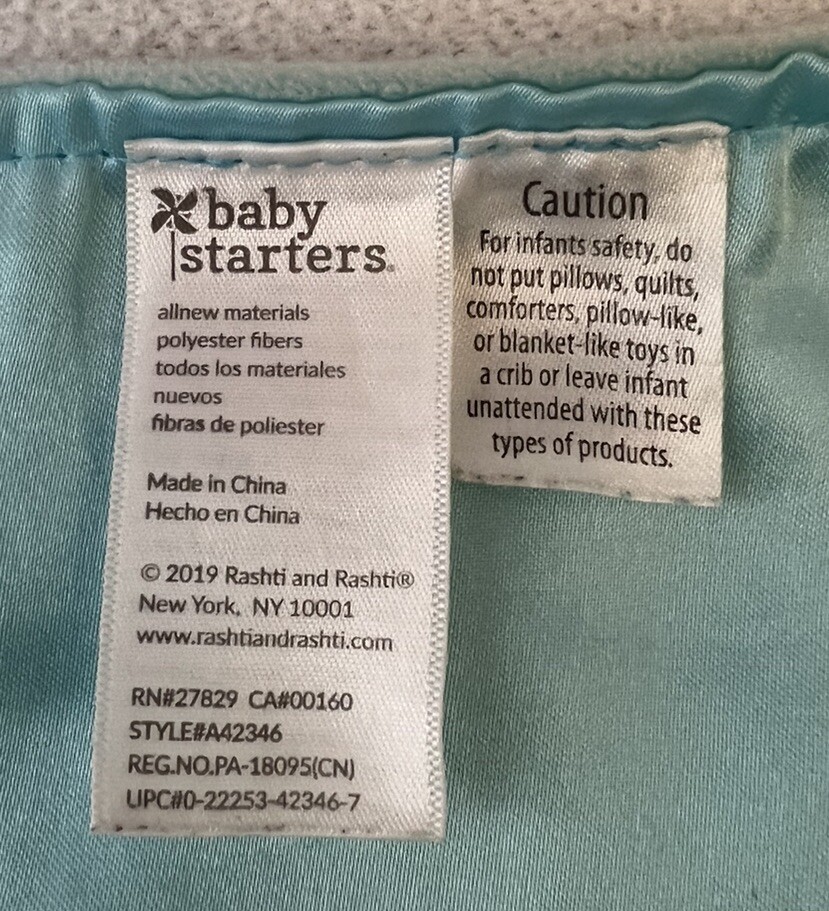 baby
starters®
allnew materials
polyester fibers
todos los materiales
nuevos
fibras de poliester
Made in China
Hecho en China
© 2019 Rashti and Rashti®
New York, NY 10001
www.rashtiandrashti.com
RN#27829 CA#00160
STYLE#A42346
REG.NO.PA-18095(CN)
UPC#0-22253-42346-7
Caution
For infants safety, do
not put pillows, quilts,
comforters, pillow-like,
or blanket-like toys in
a crib or leave infant
unattended with these
types of products.